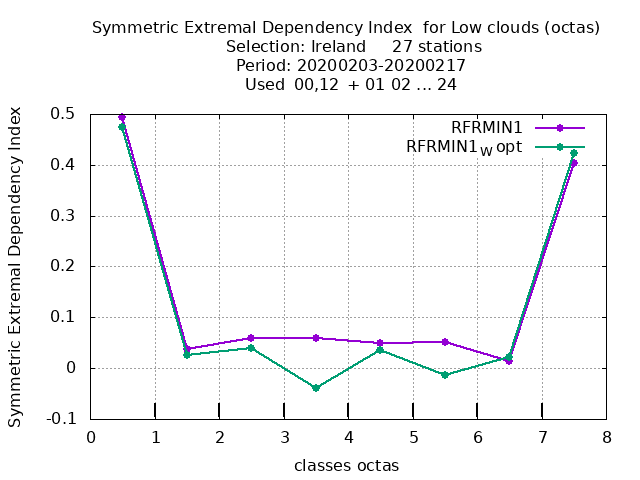 Symmetric Extremal Dependency Index for Low clouds (octas)
Selection: Ireland 27 stations
Period: 20200203-20200217
Used 00,12 + 01 02 ... 24
Symmetric Extremal Dependency Index
0.5
0.4
0.3
0.2
0.1
0
-0.1
RFRMIN1
RFRMIN1W opt
0 1 2 3 4 5 6 7 8
classes octas